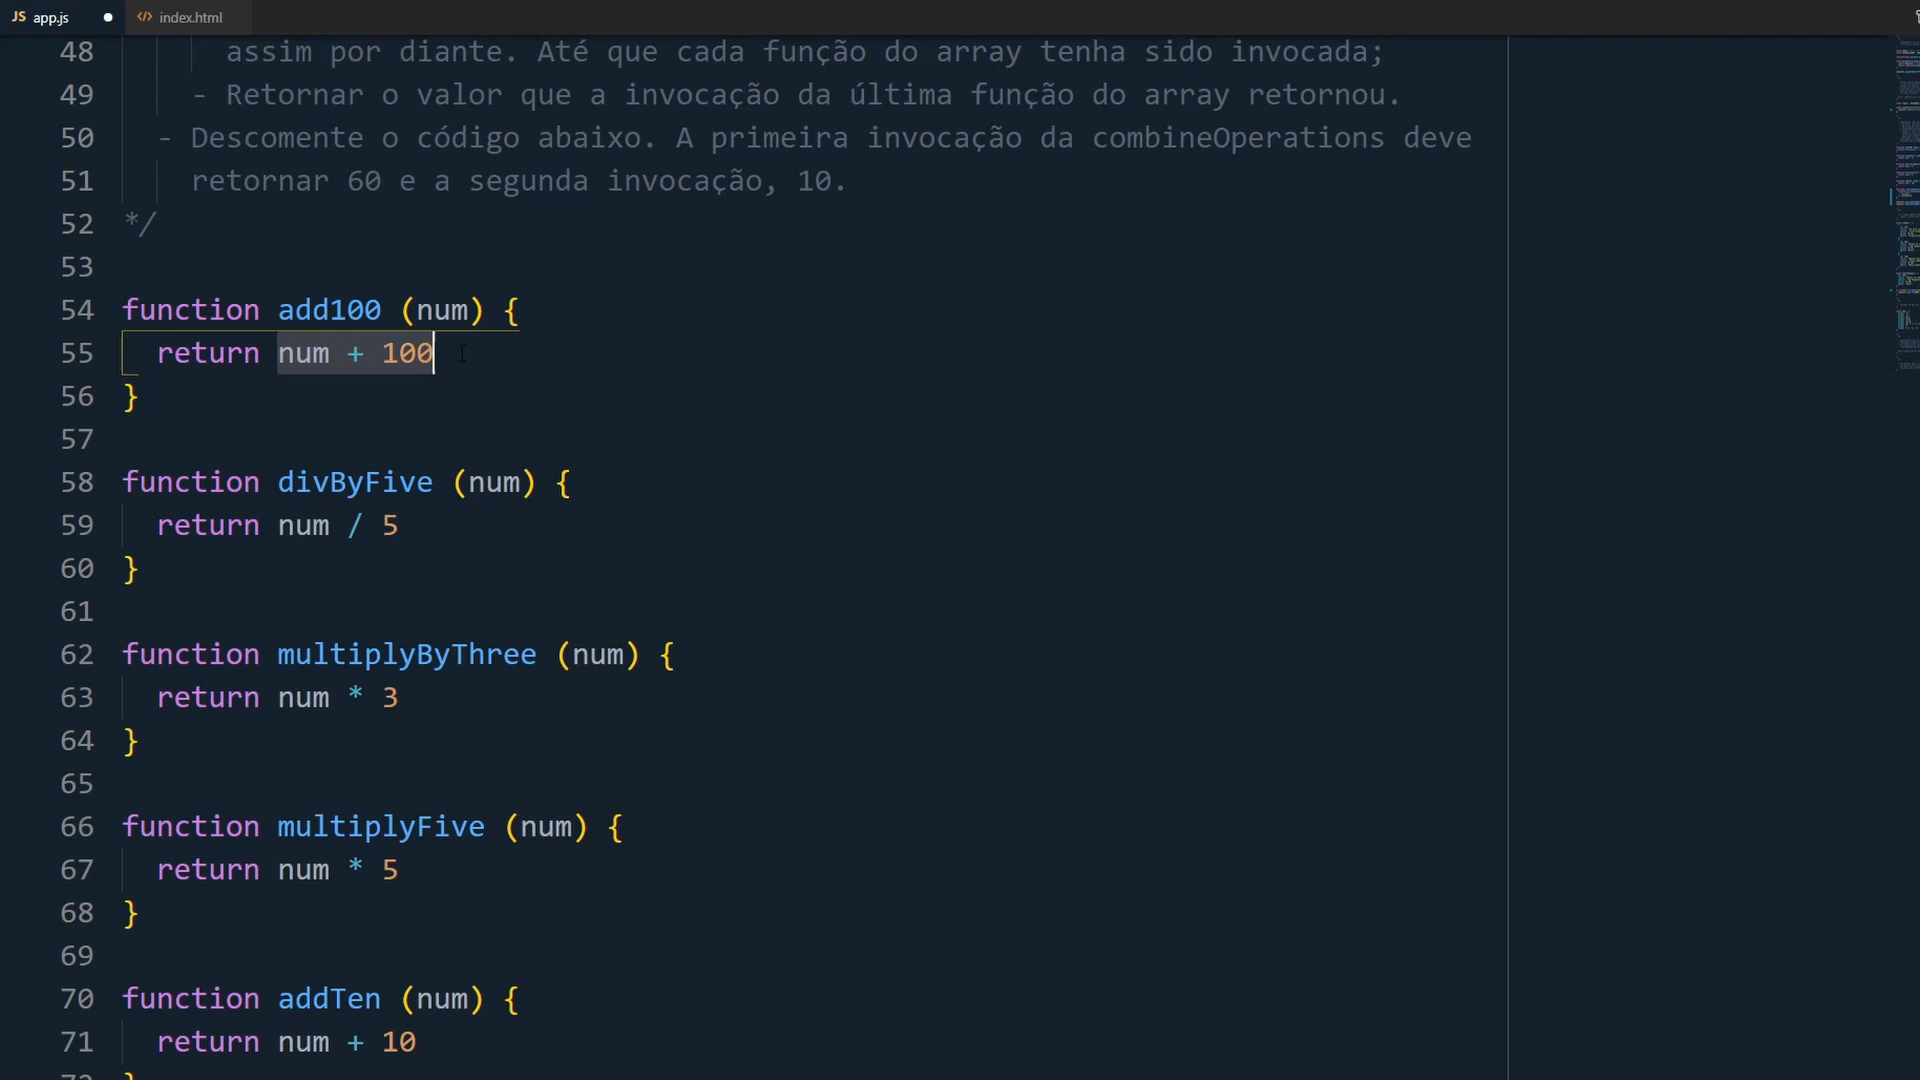 JS app.js index.html
48 assim por diante. Até que cada função do array tenha sido invocada;
49 - Retornar o valor que a invocação da última função do array retornou.
50 - Descomente o código abaixo. A primeira invocação da combineOperations deve
51 retornar 60 e a segunda invocação, 10.
52 */
53
54 function add100 (num) {
55 return num + 100
56 }
57
58 function divByFive (num) {
59 return num / 5
60 }
61
62 function multiplyByThree (num) {
63 return num * 3
64 }
65
66 function multiplyFive (num) {
67 return num * 5
68 }
69
70 function addTen (num) {
71 return num + 10